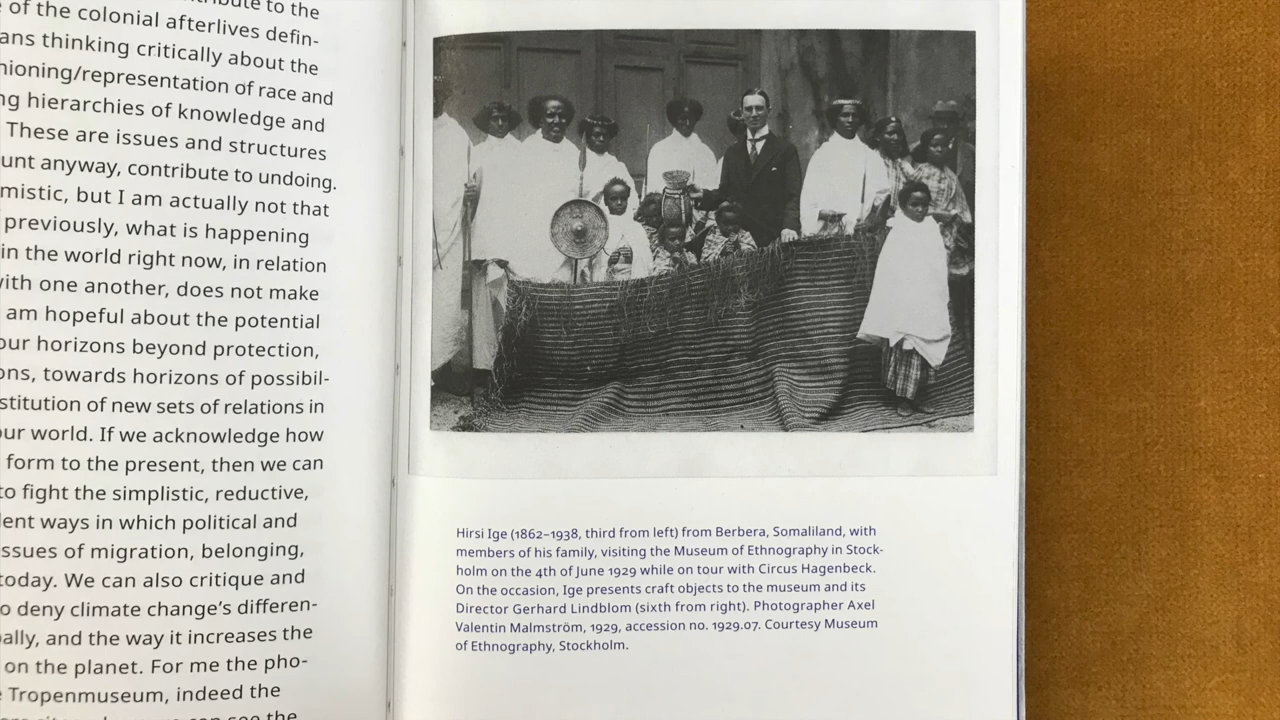 to the
of the colonial afterlives defin-
ans thinking critically about the
nioning/representation of race and
ng hierarchies of knowledge and
These are issues and structures
unt anyway, contribute to undoing.
mistic, but I am actually not that
previously, what is happening
in the world right now, in relation
with one another, does not make
am hopeful about the potential
our horizons beyond protection,
ons, towards horizons of possibil-
stitution of new sets of relations in
our world. If we acknowledge how
form to the present, then we can
to fight the simplistic, reductive,
lent ways in which political and
ssues of migration, belonging,
today. We can also critique and
o deny climate change's differen-
ally, and the way it increases the
on the planet. For me the pho-
Tropenmuseum, indeed the
see the
Hirsi Ige (1862–1938, third from left) from Berbera, Somaliland, with
members of his family, visiting the Museum of Ethnography in Stock-
holm on the 4th of June 1929 while on tour with Circus Hagenbeck.
On the occasion, Ige presents craft objects to the museum and its
Director Gerhard Lindblom (sixth from right). Photographer Axel
Valentin Malmström, 1929, accession no. 1929.07. Courtesy Museum
of Ethnography, Stockholm.